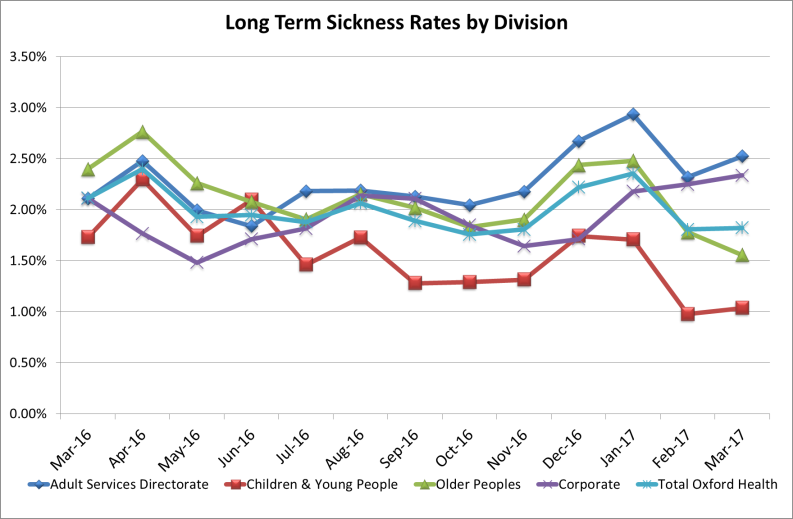 Long Term Sickness Rates by Division
3.50%
3.00%
2.50%
2.00%
1.50%
1.00%
0.50%
0.00%
Mar-16 Apr-16 May-16 Jun-16 Jul-16 Aug-16 Sep-16 Oct-16 Nov-16 Dec-16 Jan-17 Feb-17 Mar-17
Adult Services Directorate Children & Young People Older Peoples Corporate Total Oxford Health